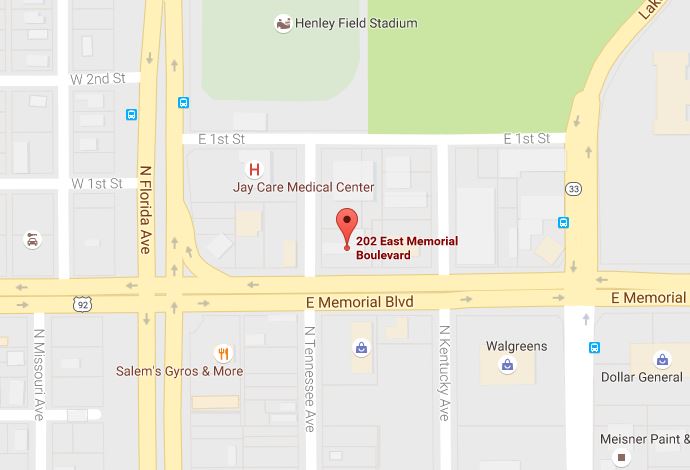 Henley Field Stadium
W 2nd St
E 1st St
E 1st St
W 1st St
N Florida Ave
H
Jay Care Medical Center
33
202 East Memorial
Boulevard
92
E Memorial Blvd
E Memorial
N Missouri Ave
N Tennessee Ave
N Kentucky Ave
Walgreens
Salem's Gyros & More
Dollar General
Meisner Paint &